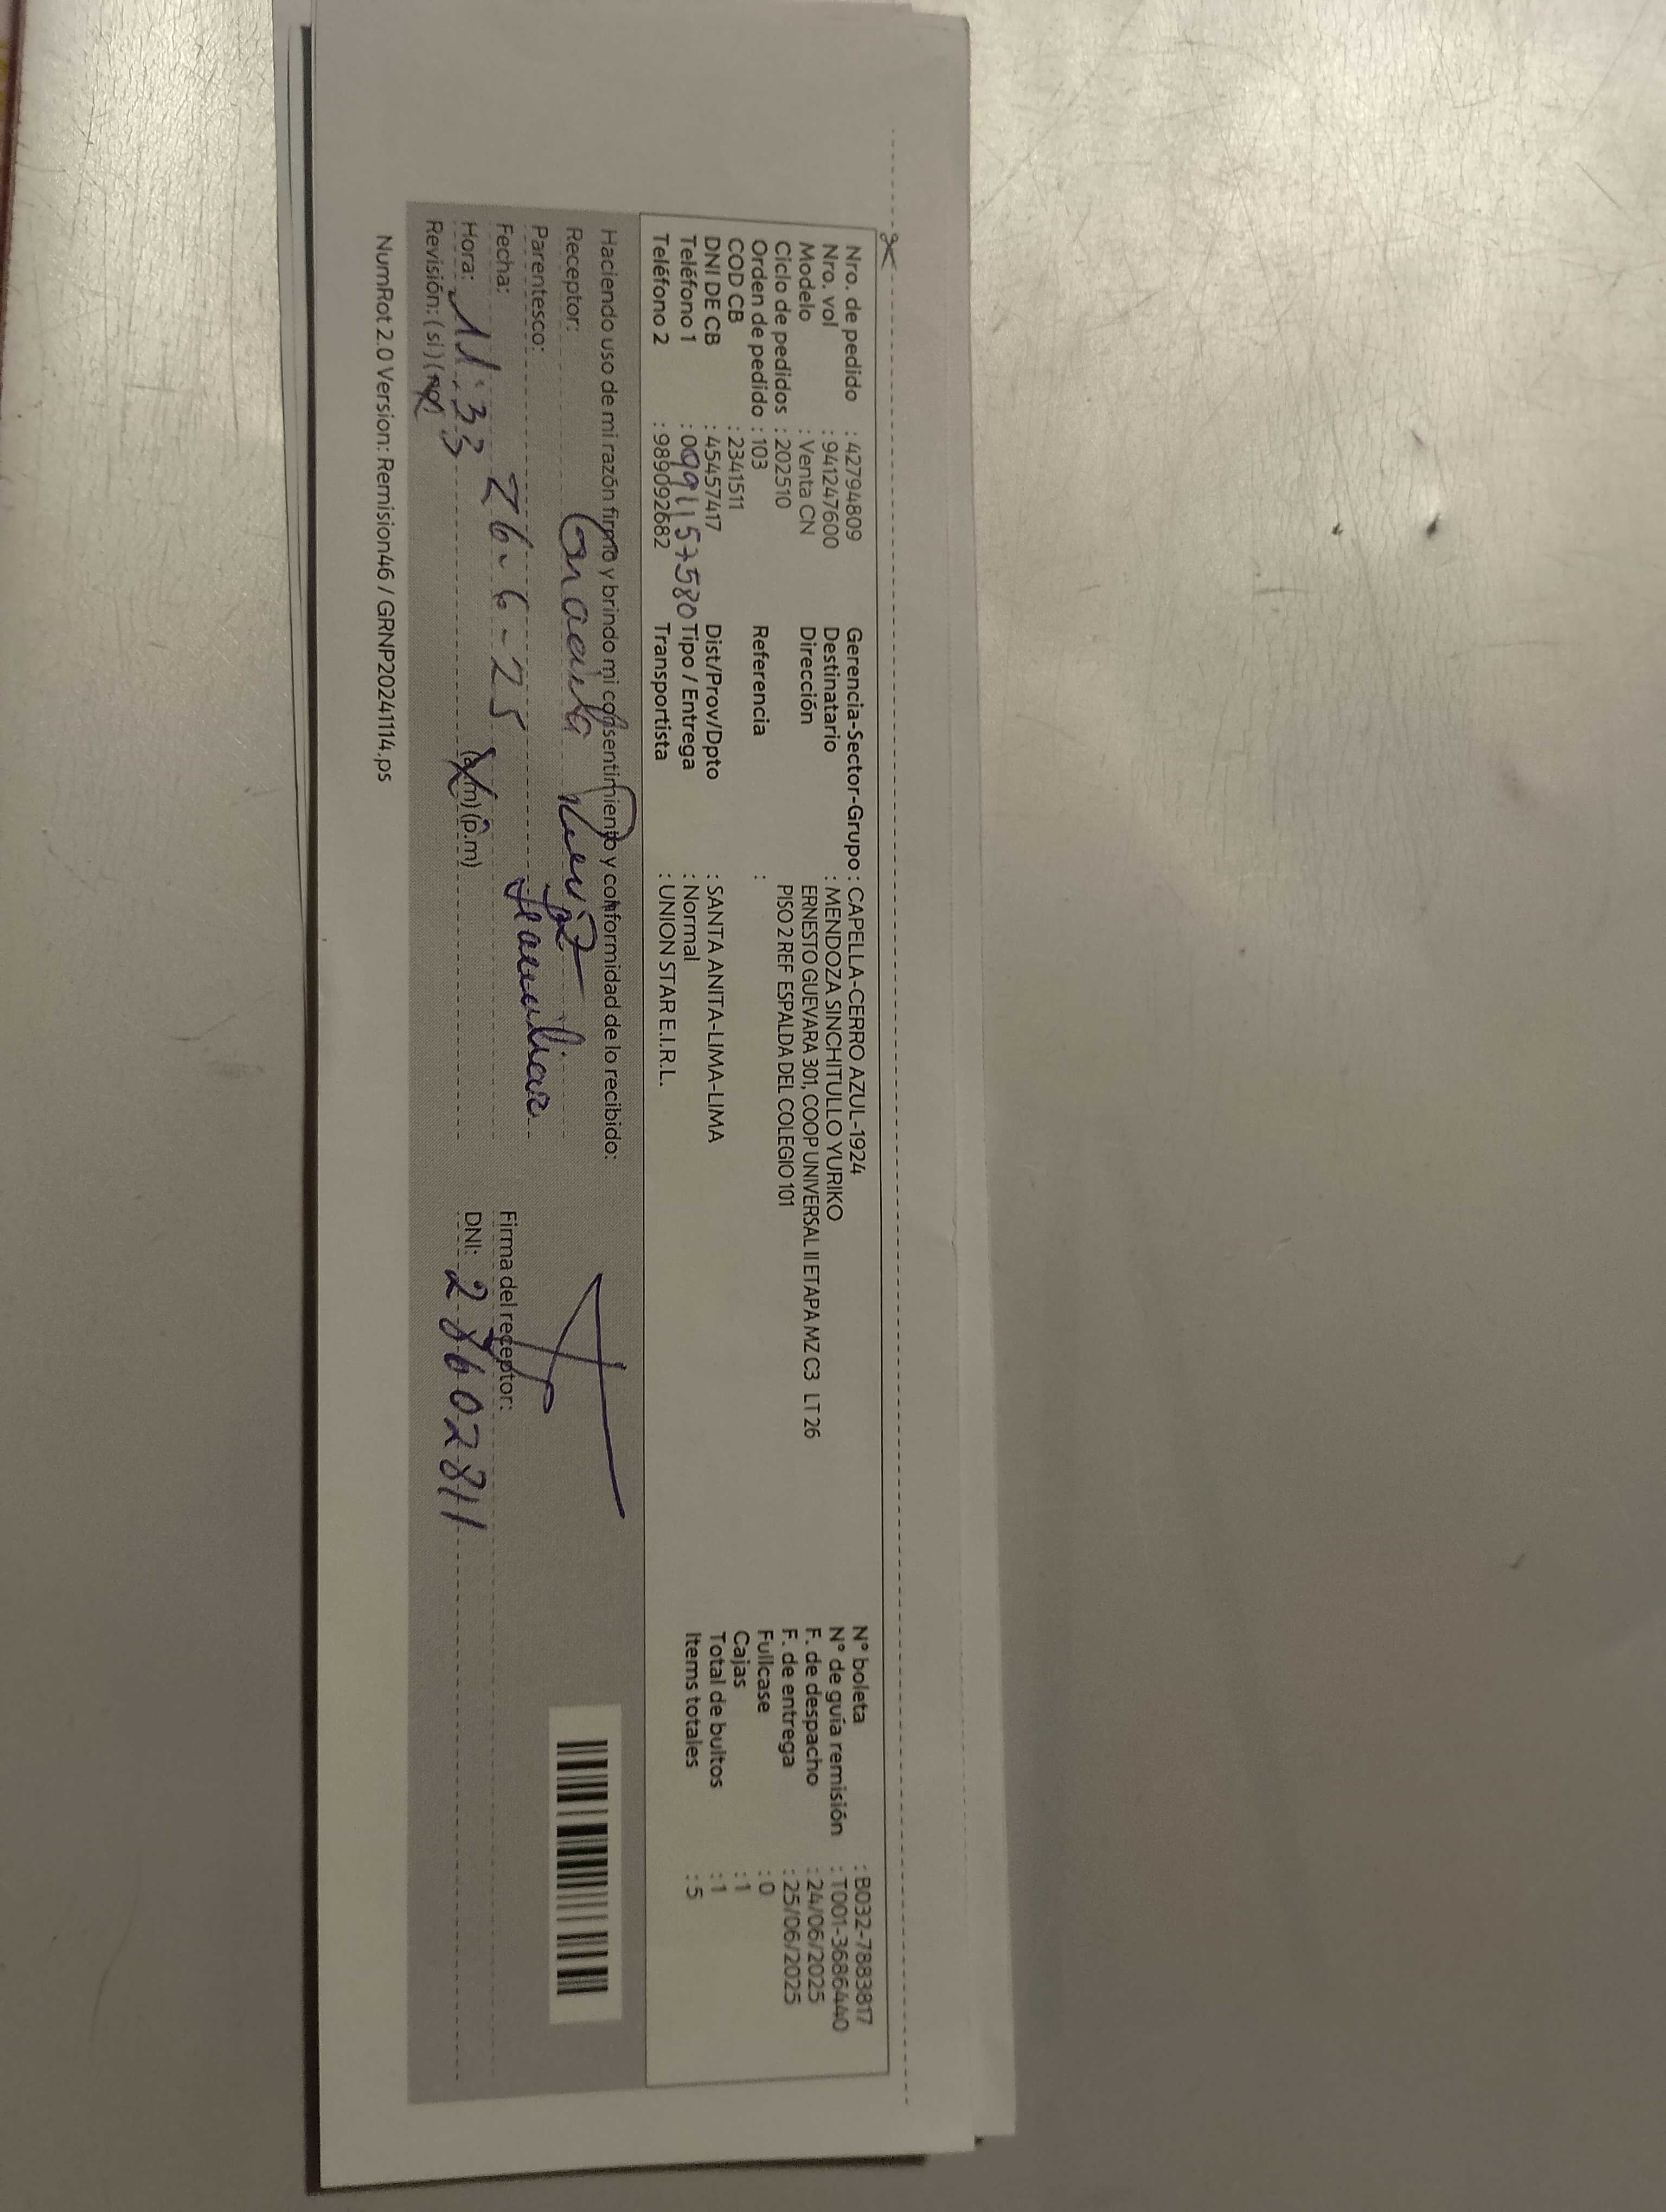 Nro. de pedido : 42794809
Nro. vol : 941247600
Modelo : Venta CN
Ciclo de pedidos : 202510
Orden de pedido : 103
COD CB : 2341511
DNI DE CB : 45457417
Teléfono 1 : 0991157580
Teléfono 2 : 989092682
Gerencia-Sector-Grupo : CAPELLA-CERRO AZUL-1924
Destinatario : MENDOZA SINCHITULLO YURIKO
Dirección ERNESTO GUEVARA 301, COOP UNIVERSAL II ETAPA MZ C3 LT 26
PISO 2 REF ESPALDA DEL COLEGIO 101
Referencia :
Dist/Prov/Dpto : SANTA ANITA-LIMA-LIMA
Tipo / Entrega : Normal
Transportista : UNION STAR E.I.R.L.
N° boleta : B032-7883817
N° de guía remisión : T001-3686440
F. de despacho : 24/06/2025
F. de entrega : 25/06/2025
Fullcase : 0
Cajas : 1
Total de bultos : 1
Items totales : 5
Haciendo uso de mi razón firmo y brindo mi consentimiento y conformidad de lo recibido:
Receptor:
Parentesco: Familiar
Fecha: 26-6-25
Hora: 11:33 (a.m) (p.m)
Revisión: (si) (no)
Firma del receptor:
DNI: 28602811
NumRot 2.0 Version: Remision46 / GRNP20241114.ps